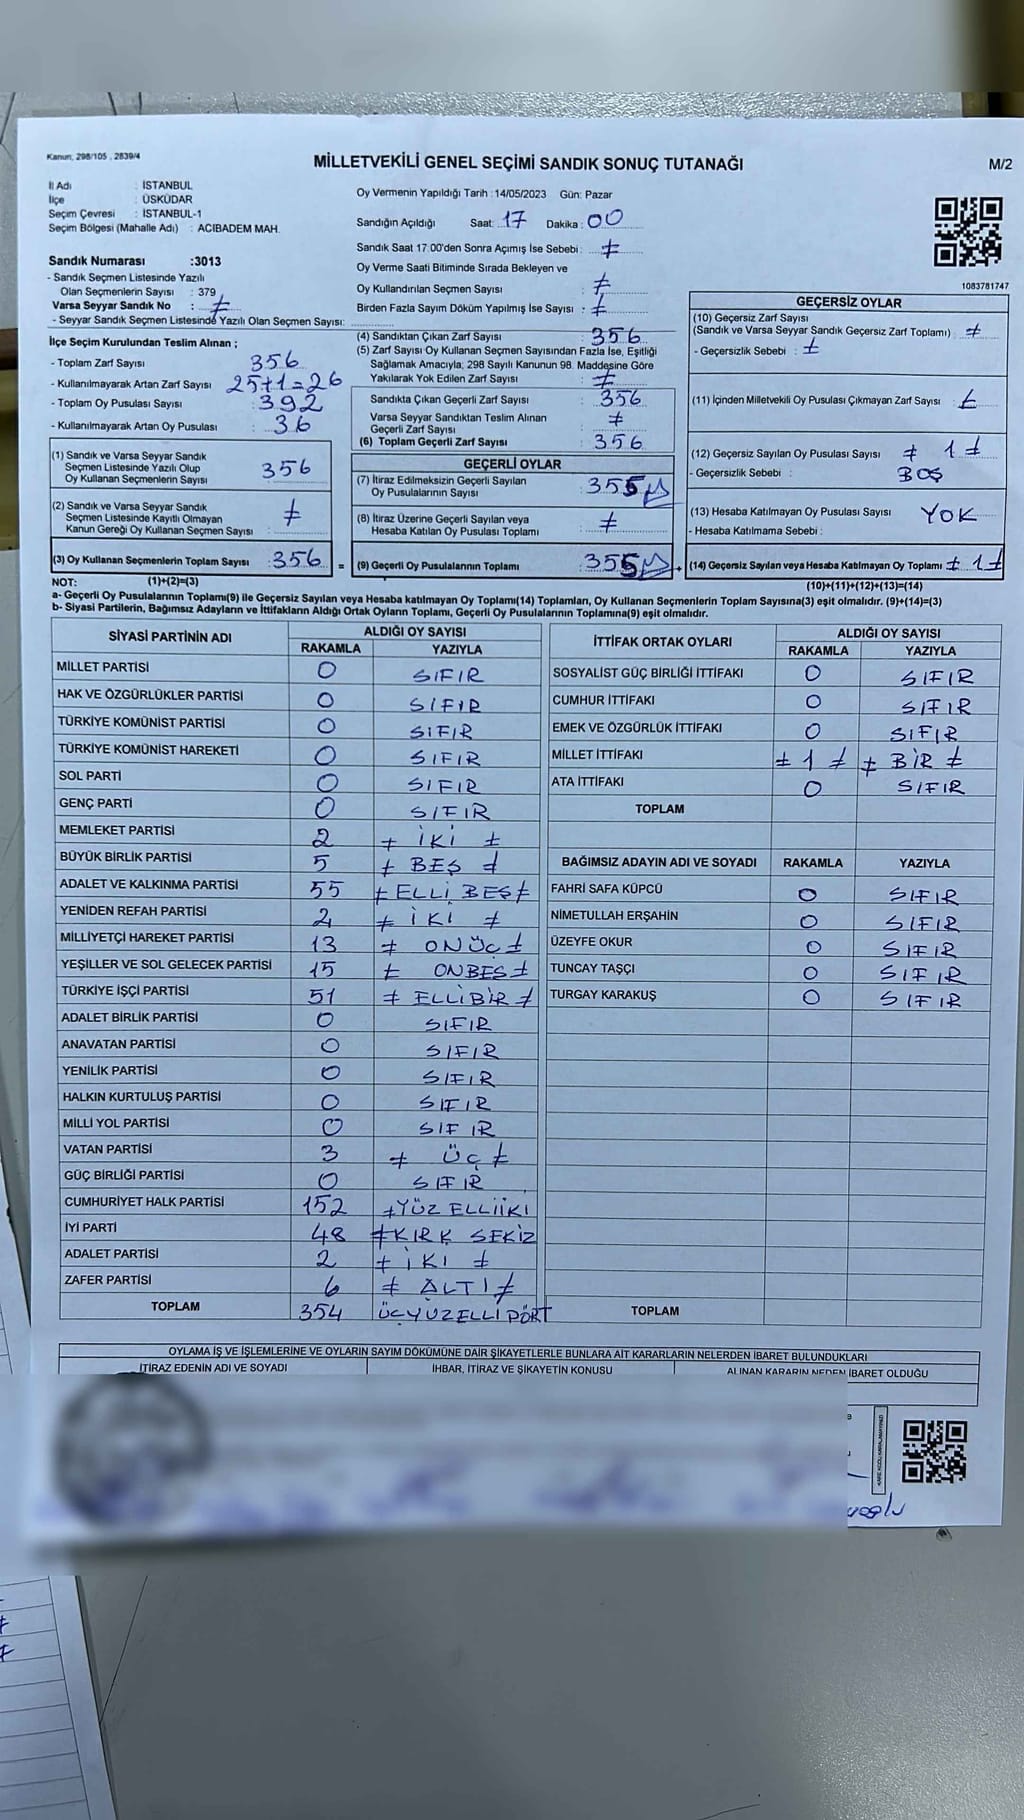 Kanun, 298/105 , 2839/4
MİLLETVEKİLİ GENEL SEÇİMİ SANDIK SONUÇ TUTANAĞI
M/2
İl Adı : İSTANBUL
İlçe : ÜSKÜDAR
Seçim Çevresi : İSTANBUL-1
Seçim Bölgesi (Mahalle Adı) : ACIBADEM MAH.
Sandık Numarası :3013
- Sandık Seçmen Listesinde Yazılı
Olan Seçmenlerin Sayısı : 379
Varsa Seyyar Sandık No : ≠
- Seyyar Sandık Seçmen Listesinde Yazılı Olan Seçmen Sayısı:
İlçe Seçim Kurulundan Teslim Alınan ;
- Toplam Zarf Sayısı 356
- Kullanılmayarak Artan Zarf Sayısı 25+1=26
- Toplam Oy Pusulası Sayısı : 392
- Kullanılmayarak Artan Oy Pusulası : 36
(1) Sandık ve Varsa Seyyar Sandık
Seçmen Listesinde Yazılı Olup
Oy Kullanan Seçmenlerin Sayısı 356
(2) Sandık ve Varsa Seyyar Sandık
Seçmen Listesinde Kayıtlı Olmayan
Kanun Gereği Oy Kullanan Seçmen Sayısı : ≠
(3) Oy Kullanan Seçmenlerin Toplam Sayısı : 356 =
Oy Vermenin Yapıldığı Tarih :14/05/2023 Gün: Pazar
Sandığın Açıldığı Saat: 17 Dakika : 00
Sandık Saat 17:00'den Sonra Açımış İse Sebebi : ≠
Oy Verme Saati Bitiminde Sırada Bekleyen ve
Oy Kullandırılan Seçmen Sayısı : ≠
Birden Fazla Sayım Döküm Yapılmış İse Sayısı : ≠
(4) Sandıktan Çıkan Zarf Sayısı : 356
(5) Zarf Sayısı Oy Kullanan Seçmen Sayısından Fazla İse, Eşitliği
Sağlamak Amacıyla; 298 Sayılı Kanunun 98. Maddesine Göre
Yakılarak Yok Edilen Zarf Sayısı : ≠
Sandıkta Çıkan Geçerli Zarf Sayısı : 356
Varsa Seyyar Sandıktan Teslim Alınan
Geçerli Zarf Sayısı : ≠
(6) Toplam Geçerli Zarf Sayısı : 356
GEÇERLİ OYLAR
(7) İtiraz Edilmeksizin Geçerli Sayılan
Oy Pusulalarının Sayısı : 355
(8) İtiraz Üzerine Geçerli Sayılan veya
Hesaba Katılan Oy Pusulası Toplamı : ≠
(9) Geçerli Oy Pusulalarının Toplamı : 355 +
1083781747
GEÇERSİZ OYLAR
(10) Geçersiz Zarf Sayısı
(Sandık ve Varsa Seyyar Sandık Geçersiz Zarf Toplamı) : ≠
- Geçersizlik Sebebi : ≠
(11) İçinden Milletvekili Oy Pusulası Çıkmayan Zarf Sayısı : ≠
(12) Geçersiz Sayılan Oy Pusulası Sayısı : ≠ 1 ≠
- Geçersizlik Sebebi : BOŞ
(13) Hesaba Katılmayan Oy Pusulası Sayısı : YOK
- Hesaba Katılmama Sebebi :
(14) Geçersiz Sayılan veya Hesaba Katılmayan Oy Toplamı : ≠ 1 ≠
NOT: (1)+(2)=(3)
(10)+(11)+(12)+(13)=(14)
a- Geçerli Oy Pusulalarının Toplamı(9) ile Geçersiz Sayılan veya Hesaba katılmayan Oy Toplamı(14) Toplamları, Oy Kullanan Seçmenlerin Toplam Sayısına(3) eşit olmalıdır. (9)+(14)=(3)
b- Siyasi Partilerin, Bağımsız Adayların ve İttifakların Aldığı Ortak Oyların Toplamı, Geçerli Oy Pusulalarının Toplamına(9) eşit olmalıdır.
SİYASİ PARTİNİN ADI ALDIĞI OY SAYISI
RAKAMLA YAZIYLA
MİLLET PARTİSİ 0 SIFIR
HAK VE ÖZGÜRLÜKLER PARTİSİ 0 SIFIR
TÜRKİYE KOMÜNİST PARTİSİ 0 SIFIR
TÜRKİYE KOMÜNİST HAREKETİ 0 SIFIR
SOL PARTİ 0 SIFIR
GENÇ PARTİ 0 SIFIR
MEMLEKET PARTİSİ 2 ≠ İKİ ≠
BÜYÜK BİRLİK PARTİSİ 5 ≠ BEŞ ≠
ADALET VE KALKINMA PARTİSİ 55 ≠ ELLİ BEŞ ≠
YENİDEN REFAH PARTİSİ 2 ≠ İKİ ≠
MİLLİYETÇİ HAREKET PARTİSİ 13 ≠ ONÜÇ ≠
YEŞİLLER VE SOL GELECEK PARTİSİ 15 ≠ ONBEŞ ≠
TÜRKİYE İŞÇİ PARTİSİ 51 ≠ ELLİBİR ≠
ADALET BİRLİK PARTİSİ 0 SIFIR
ANAVATAN PARTİSİ 0 SIFIR
YENİLİK PARTİSİ 0 SIFIR
HALKIN KURTULUŞ PARTİSİ 0 SIFIR
MİLLİ YOL PARTİSİ 0 SIFIR
VATAN PARTİSİ 3 ≠ ÜÇ ≠
GÜÇ BİRLİĞİ PARTİSİ 0 SIFIR
CUMHURİYET HALK PARTİSİ 152 ≠YÜZ ELLİİKİ
İYİ PARTİ 48 ≠KIRK SEKİZ
ADALET PARTİSİ 2 ≠ İKİ ≠
ZAFER PARTİSİ 6 ≠ ALTI ≠
TOPLAM 354 ÜÇYÜZELLİDÖRT
İTTİFAK ORTAK OYLARI ALDIĞI OY SAYISI
RAKAMLA YAZIYLA
SOSYALİST GÜÇ BİRLİĞİ İTTİFAKI 0 SIFIR
CUMHUR İTTİFAKI 0 SIFIR
EMEK VE ÖZGÜRLÜK İTTİFAKI 0 SIFIR
MİLLET İTTİFAKI ≠ 1 ≠ ≠ BİR ≠
ATA İTTİFAKI 0 SIFIR
TOPLAM
BAĞIMSIZ ADAYIN ADI VE SOYADI RAKAMLA YAZIYLA
FAHRİ SAFA KÜPCÜ 0 SIFIR
NİMETULLAH ERŞAHİN 0 SIFIR
ÜZEYFE OKUR 0 SIFIR
TUNCAY TAŞÇI 0 SIFIR
TURGAY KARAKUŞ 0 SIFIR
TOPLAM
OYLAMA İŞ VE İŞLEMLERİNE VE OYLARIN SAYIM DÖKÜMÜNE DAİR ŞİKAYETLERLE BUNLARA AİT KARARLARIN NELERDEN İBARET BULUNDUKLARI
İTİRAZ EDENİN ADI VE SOYADI İHBAR, İTİRAZ VE ŞİKAYETİN KONUSU ALINAN KARARIN NEDEN İBARET OLDUĞU